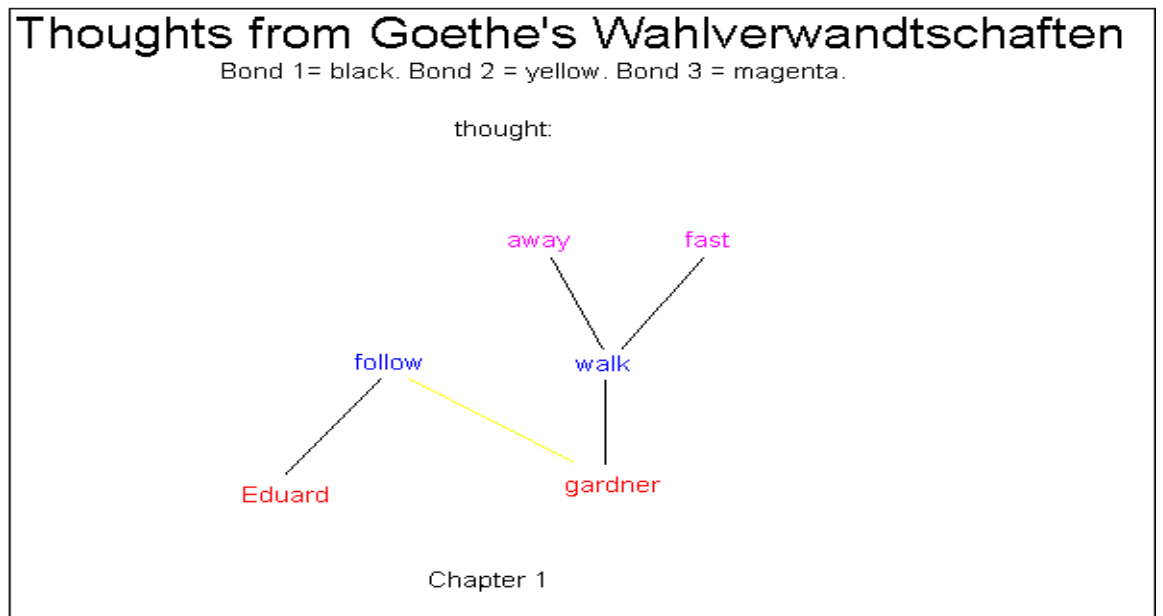 Thoughts from Goethe's Wahlverwandtschaften
Bond 1= black. Bond 2 = yellow. Bond 3 = magenta.
thought:
away fast
follow walk
Eduard gardner
Chapter 1